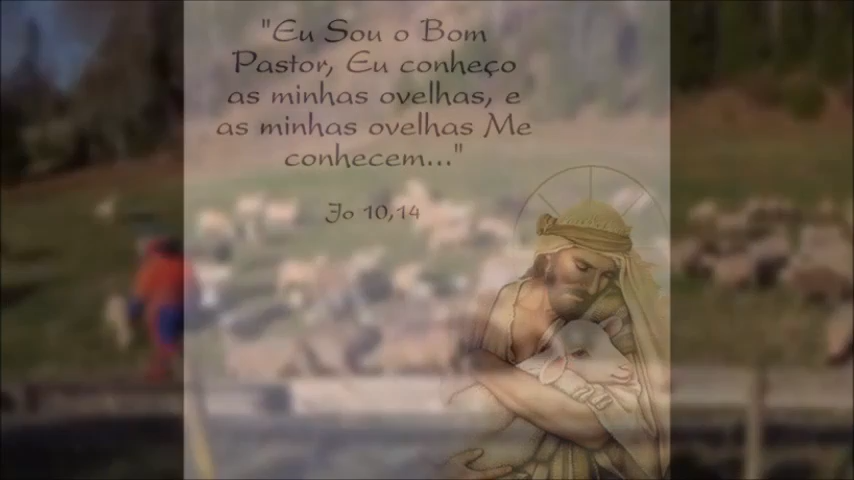 "Eu Sou o Bom
Pastor, Eu conheço
as minhas ovelhas, e
as minhas ovelhas Me
conhecem..."
Jo 10,14